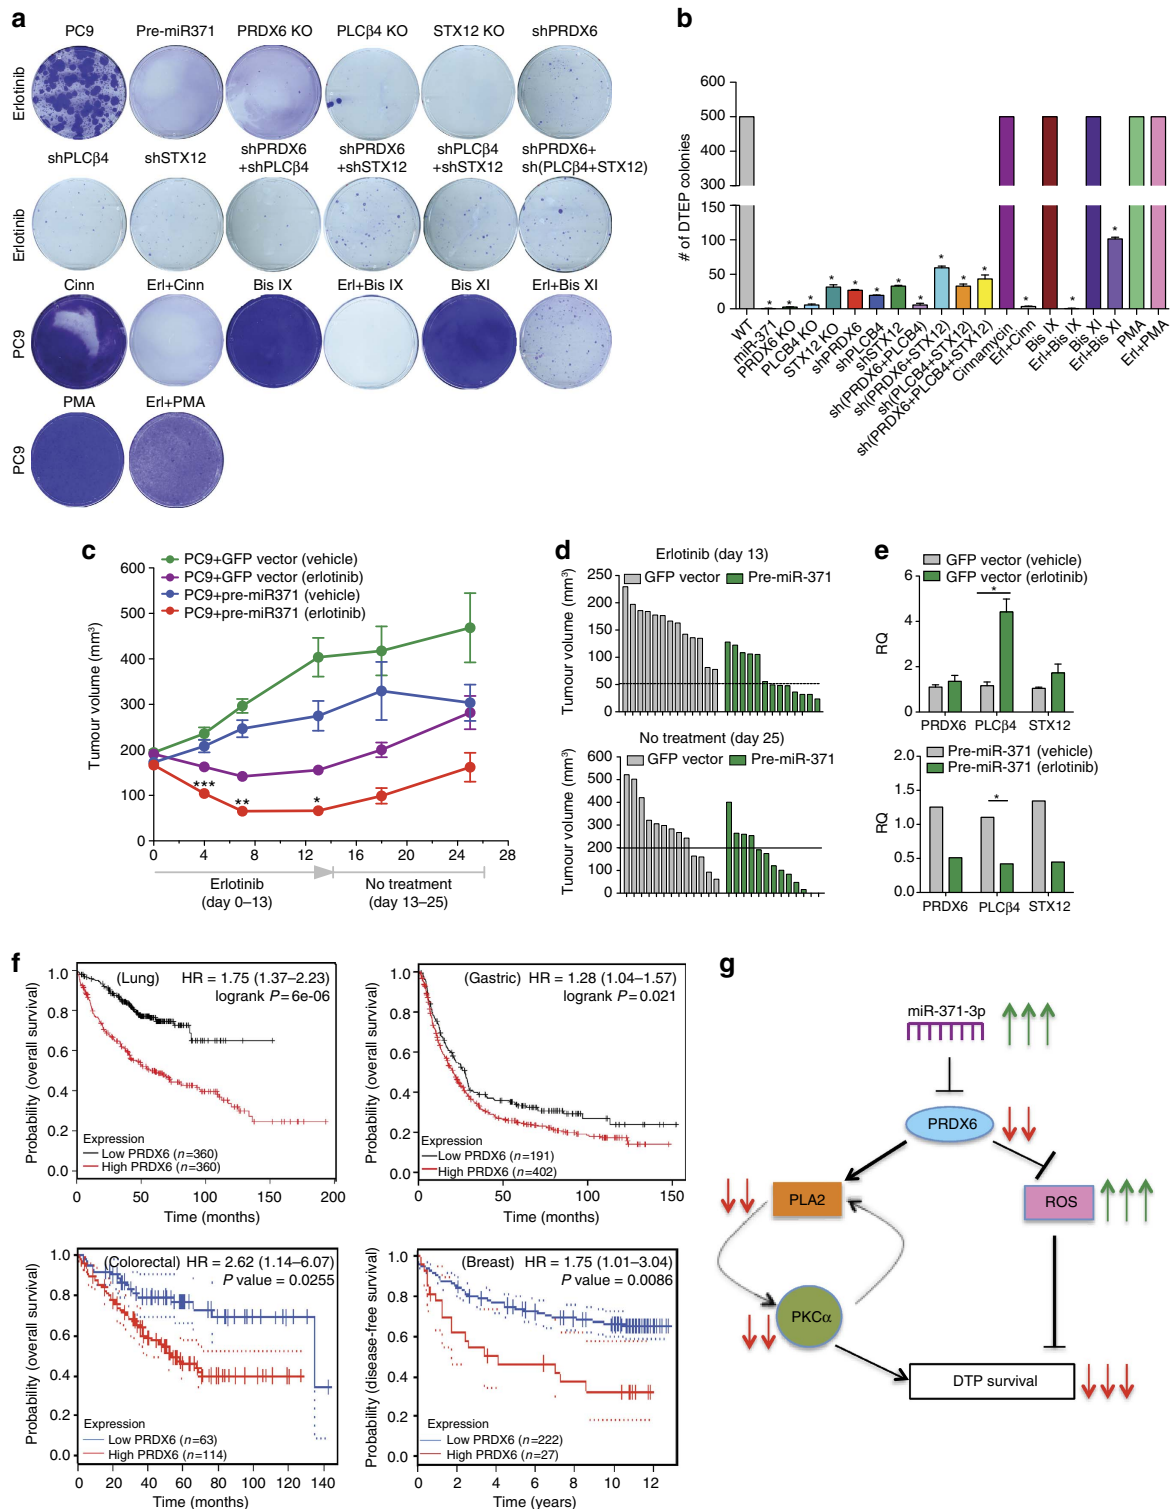 a
PC9 Pre-miR371 PRDX6 KO PLCβ4 KO STX12 KO shPRDX6
Erlotinib
shPLCβ4 shSTX12 shPRDX6 +shPLCβ4 shPRDX6 +shSTX12 shPLCβ4 +shSTX12 shPRDX6+ sh(PLCβ4+STX12)
Erlotinib
Cinn Erl+Cinn Bis IX Erl+Bis IX Bis XI Erl+Bis XI
PC9
PMA Erl+PMA
PC9
b
# of DTEP colonies
600
500
400
300
150
100
50
0
* * * * * * * * * * * * * *
WT
miR-371
PRDX6 KO
PLCB4 KO
STX12 KO
shPRDX6
shPLCB4
shSTX12
sh(PRDX6+PLCB4)
sh(PRDX6+STX12)
sh(PLCB4+STX12)
sh(PRDX6+PLCB4+STX12)
Cinnamycin
Erl+Cinn
Bis IX
Erl+Bis IX
Bis XI
Erl+Bis XI
PMA
Erl+PMA
c
PC9+GFP vector (vehicle)
PC9+GFP vector (erlotinib)
PC9+pre-miR371 (vehicle)
PC9+pre-miR371 (erlotinib)
Tumour volume (mm³)
600
500
400
300
200
100
0
*** ** *
0 4 8 12 16 20 24 28
Erlotinib (day 0–13)
No treatment (day 13–25)
d
Erlotinib (day 13)
GFP vector Pre-miR-371
Tumour volume (mm³)
250
200
150
100
50
0
No treatment (day 25)
GFP vector Pre-miR-371
Tumour volume (mm³)
600
500
400
300
200
100
0
e
GFP vector (vehicle)
GFP vector (erlotinib)
RQ
6
4
2
0
*
PRDX6 PLCβ4 STX12
Pre-miR-371 (vehicle)
Pre-miR-371 (erlotinib)
RQ
2.0
1.5
1.0
0.5
0.0
*
PRDX6 PLCβ4 STX12
f
Probability (overall survival)
1.0 0.8 0.6 0.4 0.2 0.0
(Lung) HR = 1.75 (1.37–2.23)
logrank P = 6e-06
Expression
Low PRDX6 (n=360)
High PRDX6 (n=360)
0 50 100 150 200
Time (months)
Probability (overall survival)
1.0 0.8 0.6 0.4 0.2 0.0
(Gastric) HR = 1.28 (1.04–1.57)
logrank P = 0.021
Expression
Low PRDX6 (n=191)
High PRDX6 (n=402)
0 50 100 150
Time (months)
Probability (overall survival)
1.0 0.8 0.6 0.4 0.2 0.0
(Colorectal) HR = 2.62 (1.14–6.07)
P value = 0.0255
Expression
Low PRDX6 (n=63)
High PRDX6 (n=114)
0 20 40 60 80 100 120 140
Time (months)
Probability (disease-free survival)
1.0 0.8 0.6 0.4 0.2 0.0
(Breast) HR = 1.75 (1.01–3.04)
P value = 0.0086
Expression
Low PRDX6 (n=222)
High PRDX6 (n=27)
0 2 4 6 8 10 12
Time (years)
g
miR-371-3p
PRDX6
PLA2
ROS
PKCα
DTP survival